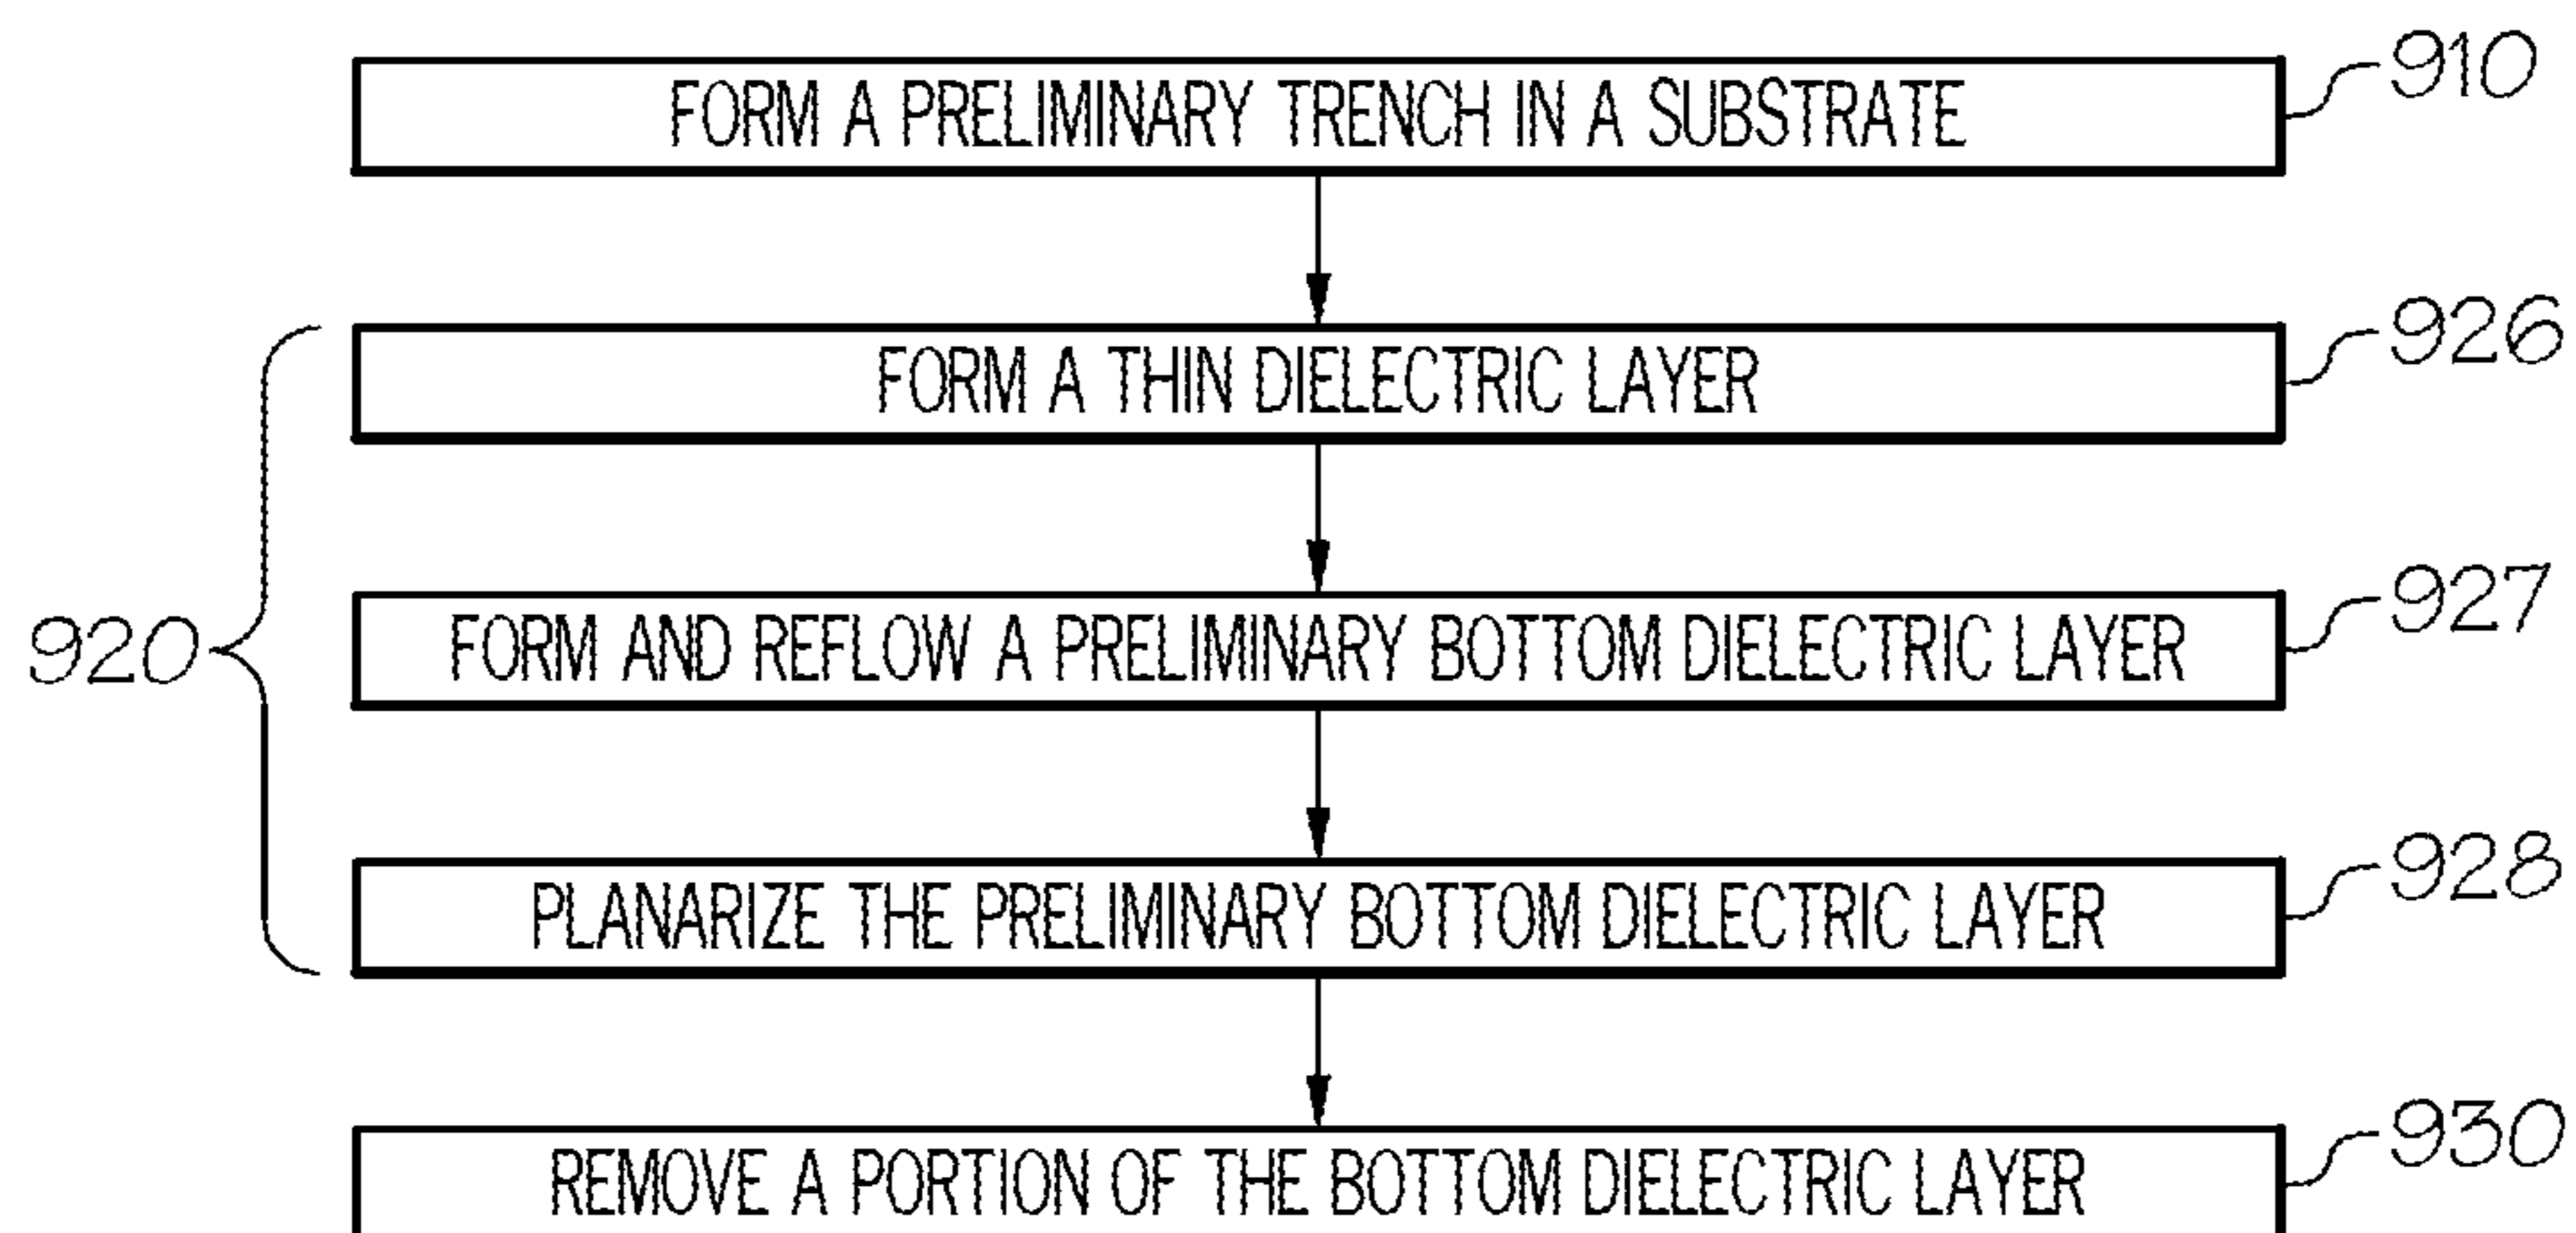 FORM A PRELIMINARY TRENCH IN A SUBSTRATE 910
FORM A THIN DIELECTRIC LAYER 926
920
FORM AND REFLOW A PRELIMINARY BOTTOM DIELECTRIC LAYER 927
PLANARIZE THE PRELIMINARY BOTTOM DIELECTRIC LAYER 928
REMOVE A PORTION OF THE BOTTOM DIELECTRIC LAYER 930